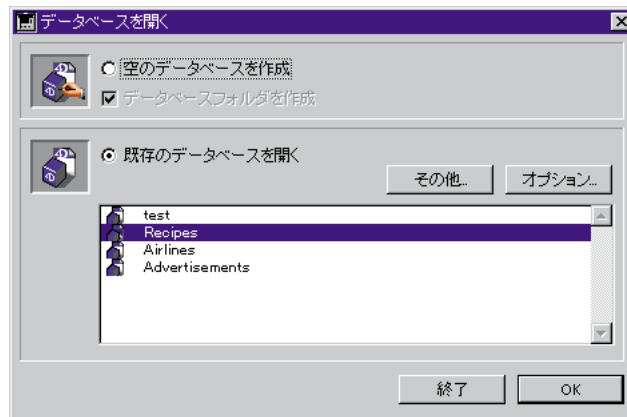 データベースを開く
空のデータベースを作成
データベースフォルダを作成
既存のデータベースを開く
その他...
オプション...
test
Recipes
Airlines
Advertisements
終了
OK